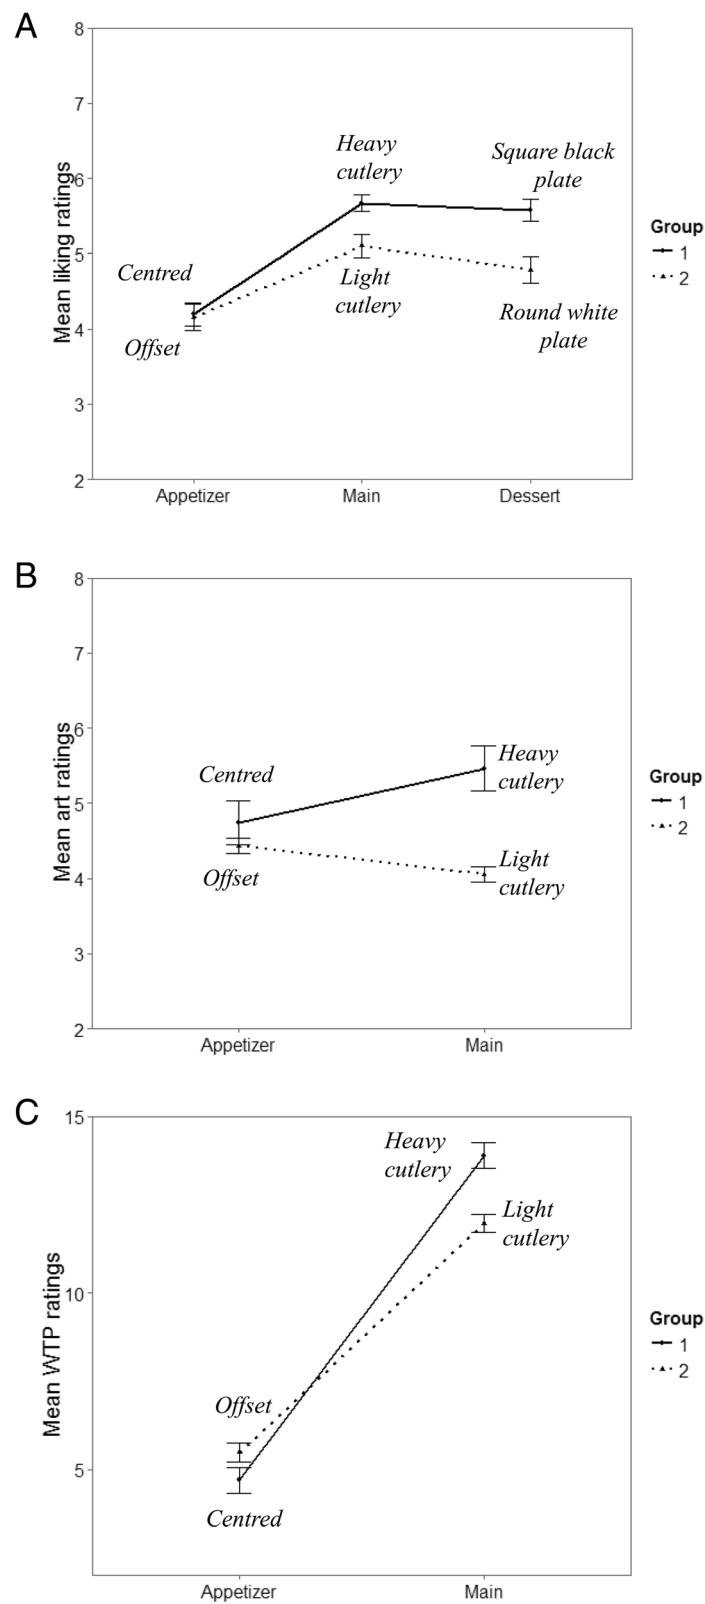 A
8
7
6
5
4
3
2
Mean liking ratings
Heavy
cutlery
Square black
plate
Centred
Offset
Light
cutlery
Round white
plate
Group
1
2
Appetizer
Main
Dessert
B
8
7
6
5
4
3
2
Mean art ratings
Centred
Heavy
cutlery
Offset
Light
cutlery
Group
1
2
Appetizer
Main
C
15
10
5
Mean WTP ratings
Heavy
cutlery
Light
cutlery
Offset
Centred
Group
1
2
Appetizer
Main